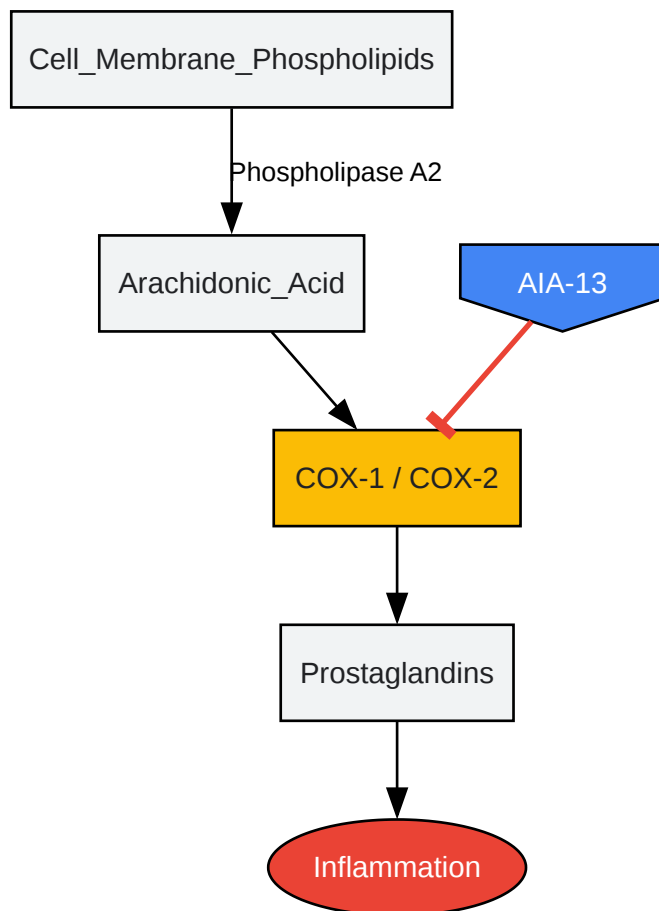 Cell_Membrane_Phospholipids
Phospholipase A2
Arachidonic_Acid
AIA-13
COX-1 / COX-2
Prostaglandins
Inflammation